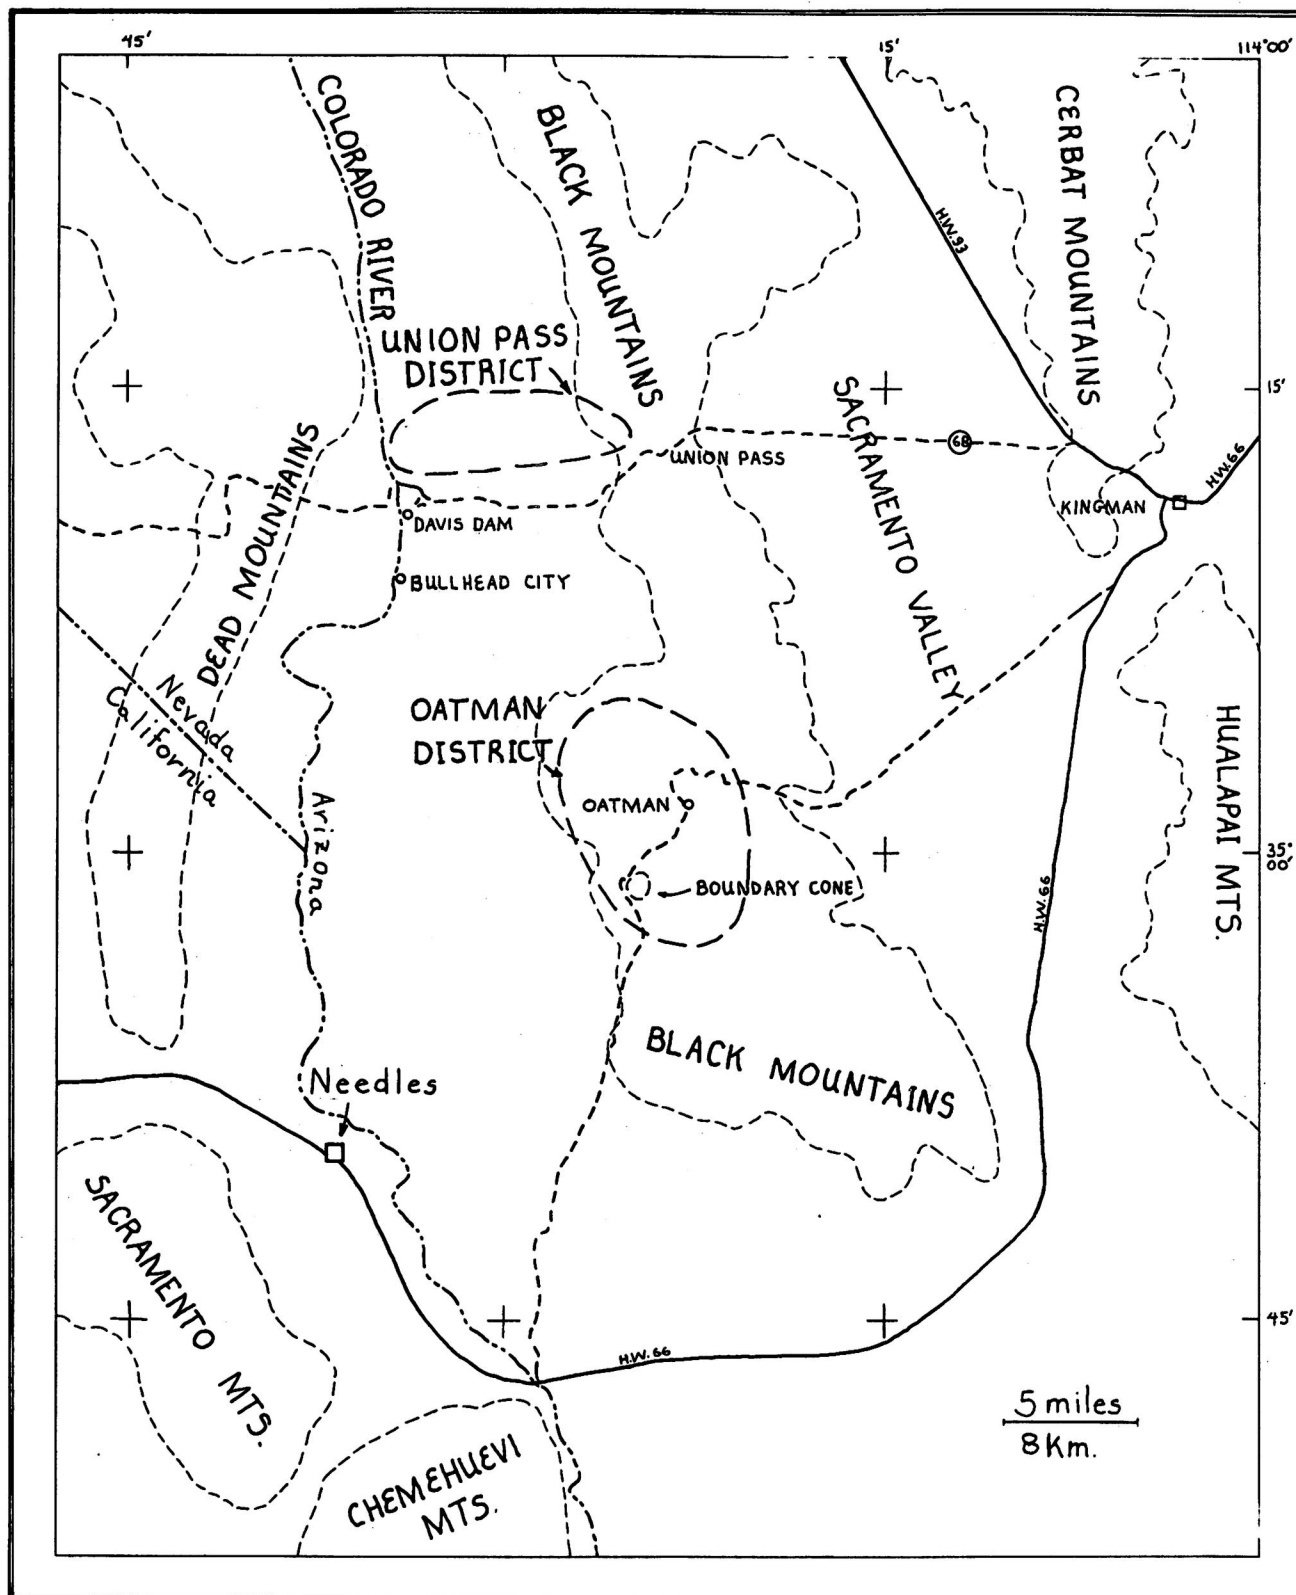 45'
15'
114°00'
COLORADO RIVER
BLACK MOUNTAINS
CERBAT MOUNTAINS
H.W. 93
UNION PASS
DISTRICT
15'
SACRAMENTO VALLEY
68
UNION PASS
H.W. 66
KINGMAN
DEAD MOUNTAINS
DAVIS DAM
BULLHEAD CITY
Nevada
California
OATMAN
DISTRICT
HUALAPAI MTS.
Arizona
OATMAN
35°
00'
BOUNDARY CONE
H.W. 66
BLACK MOUNTAINS
Needles
SACRAMENTO
MTS.
45'
H.W. 66
5 miles
8 Km.
CHEMEHUEVI
MTS.